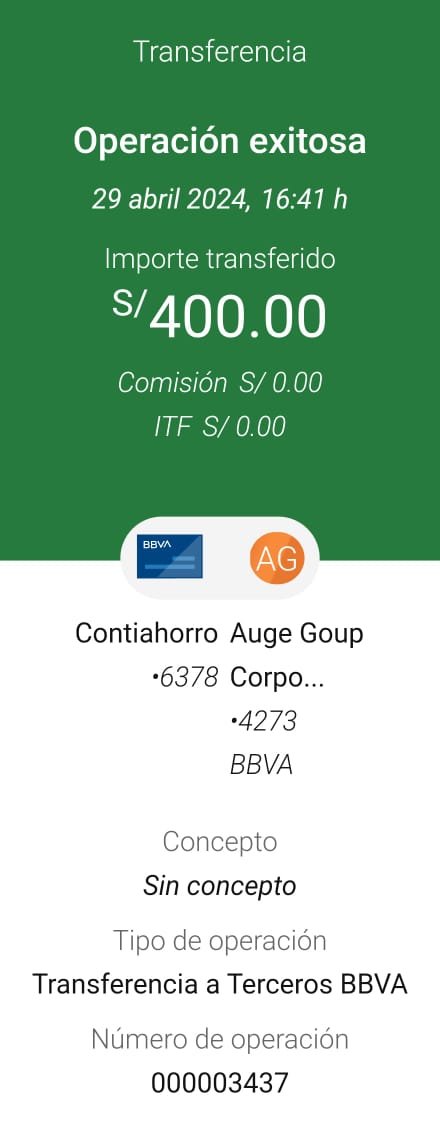 Transferencia
Operación exitosa
29 abril 2024, 16:41 h
Importe transferido
S/400.00
Comisión S/ 0.00
ITF S/ 0.00
BBVA
AG
Contiahorro
•6378
Auge Goup
Corpo...
•4273
BBVA
Concepto
Sin concepto
Tipo de operación
Transferencia a Terceros BBVA
Número de operación
000003437